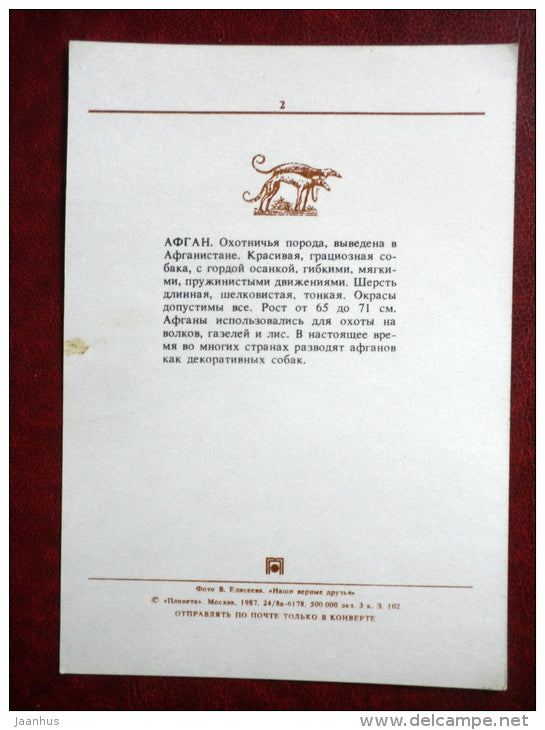 2
АФГАН. Охотничья порода, выведена в
Афганистане. Красивая, грациозная со-
бака, с гордой осанкой, гибкими, мягки-
ми, пружинистыми движениями. Шерсть
длинная, шелковистая, тонкая. Окрасы
допустимы все. Рост от 65 до 71 см.
Афганы использовались для охоты на
волков, газелей и лис. В настоящее вре-
мя во многих странах разводят афганов
как декоративных собак.
Фото В. Елисеева. «Наши верные друзья»
© «Планета». Москва, 1987. 24/8а-6178. 500 000 экз. 3 к. З. 102
ОТПРАВЛЯТЬ ПО ПОЧТЕ ТОЛЬКО В КОНВЕРТЕ
jaanhus
www.delcampe.net